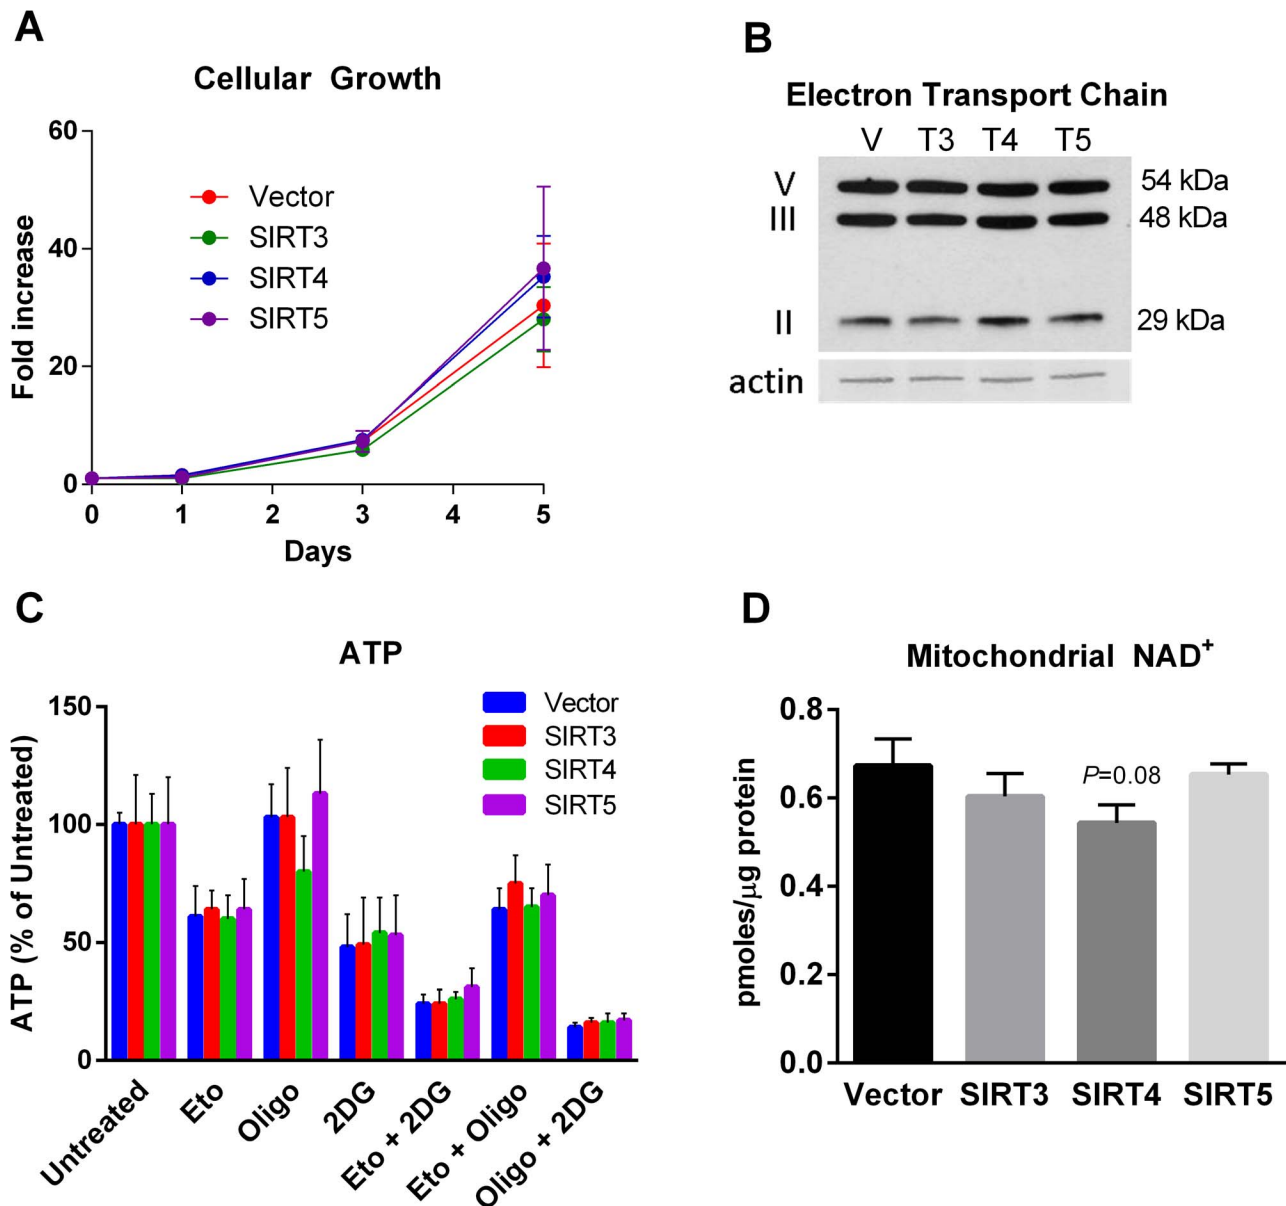 A
Cellular Growth
60
40
20
0
Fold increase
Vector
SIRT3
SIRT4
SIRT5
0 1 2 3 4 5
Days
B
Electron Transport Chain
V T3 T4 T5
V 54 kDa
III 48 kDa
II 29 kDa
actin
C
ATP
150
100
50
0
ATP (% of Untreated)
Vector
SIRT3
SIRT4
SIRT5
Untreated
Eto
Oligo
2DG
Eto + 2DG
Eto + Oligo
Oligo + 2DG
D
Mitochondrial NAD⁺
0.8
0.6
0.4
0.2
0.0
pmoles/µg protein
P=0.08
Vector SIRT3 SIRT4 SIRT5